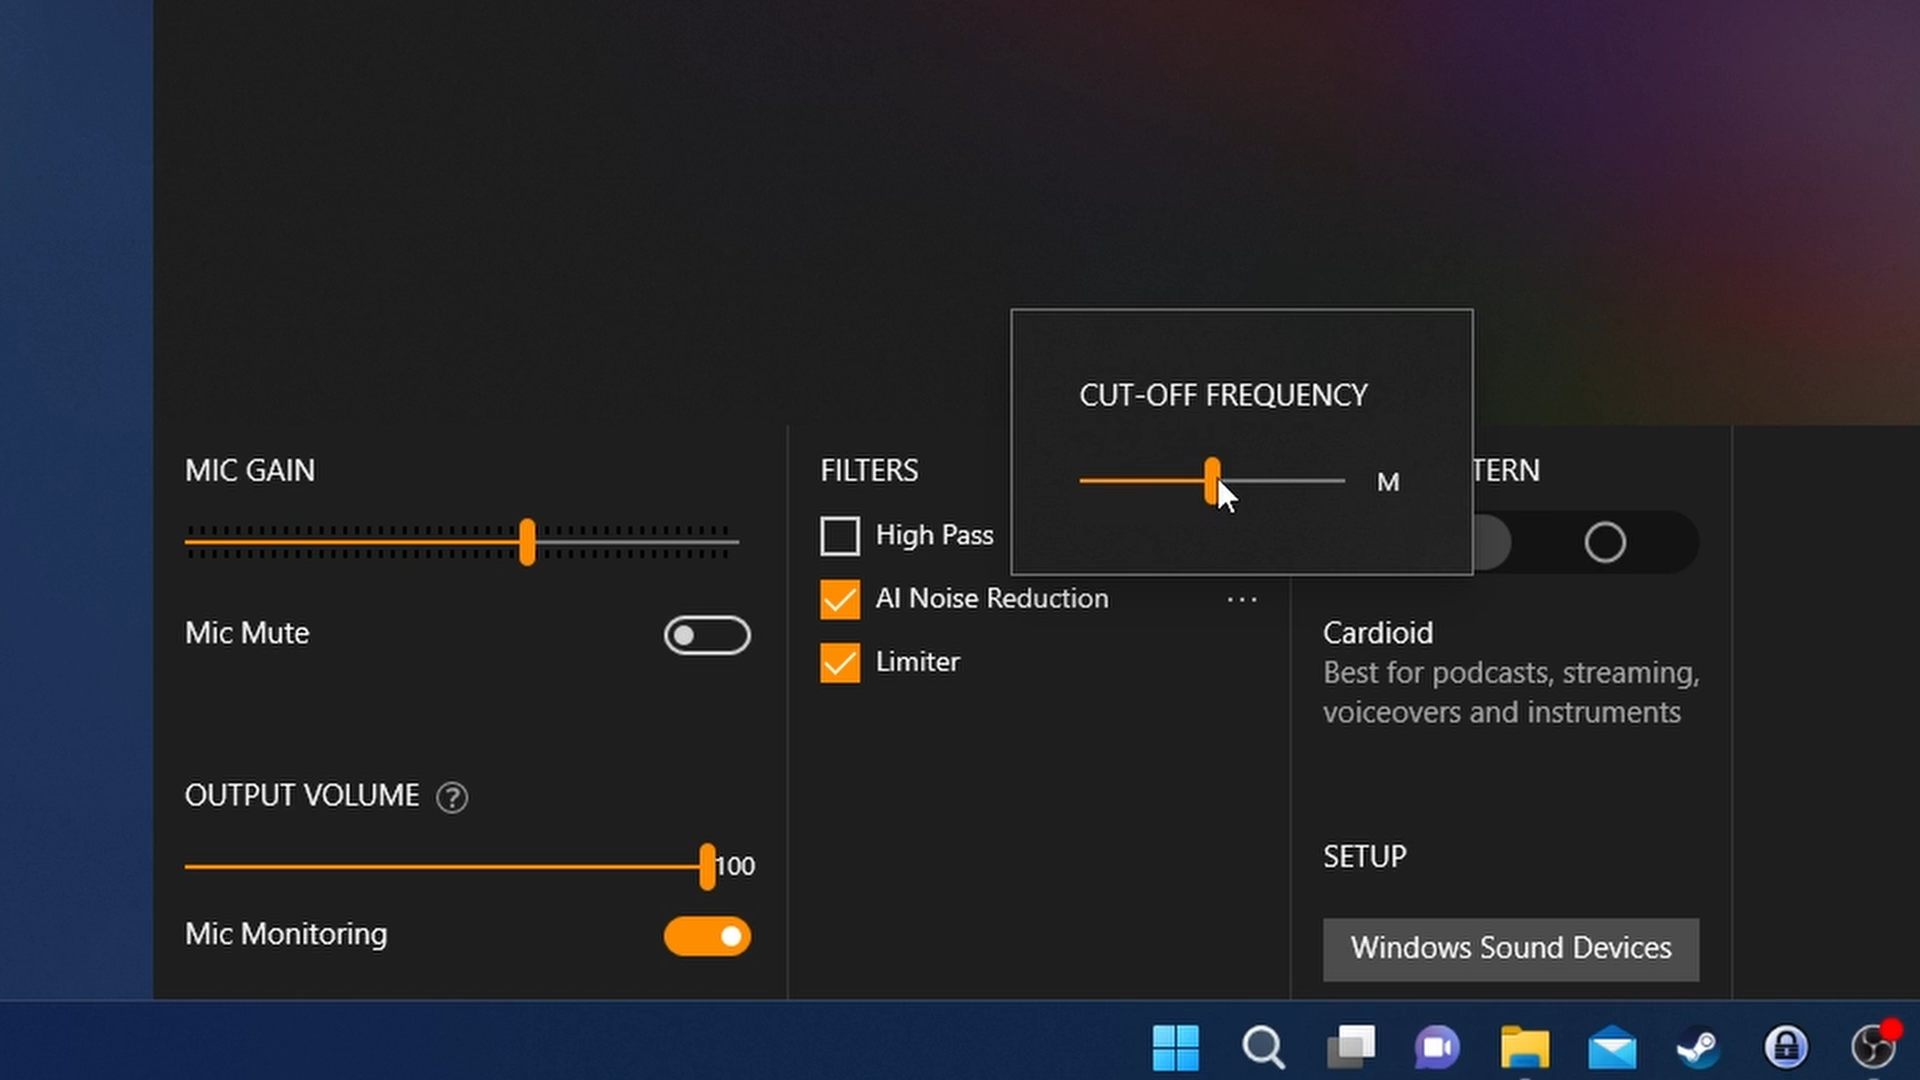 CUT-OFF FREQUENCY
M
MIC GAIN
Mic Mute
OUTPUT VOLUME ?
100
Mic Monitoring
FILTERS
High Pass
AI Noise Reduction
...
Limiter
TERN
Cardioid
Best for podcasts, streaming,
voiceovers and instruments
SETUP
Windows Sound Devices